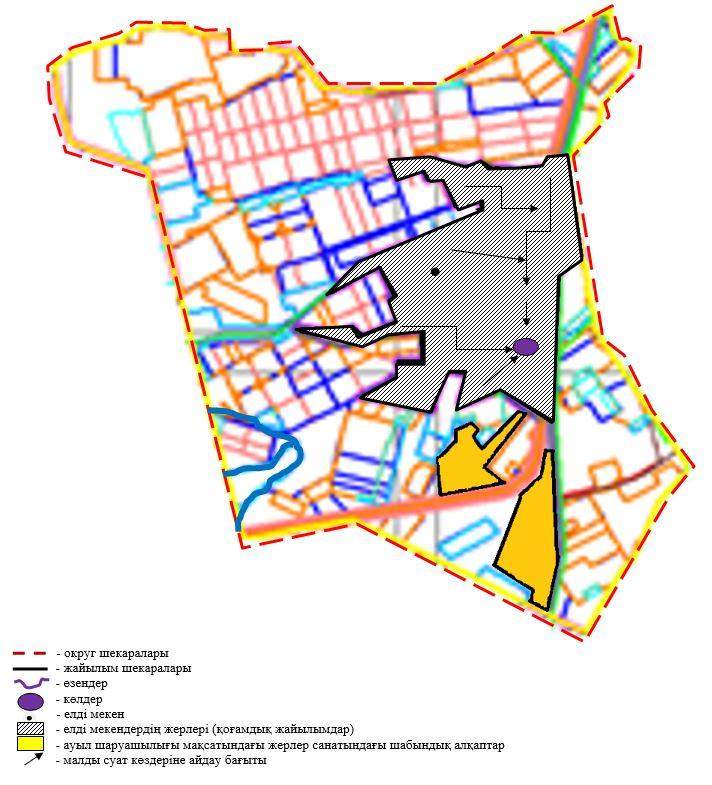 - округ шекаралары
- жайылым шекаралары
- өзендер
- көлдер
- елді мекен
- елді мекендердің жерлері (қоғамдық жайылымдар)
- ауыл шаруашылығы мақсатындағы жерлер санатындағы шабындық алқаптар
- малды суат көздеріне айдау бағыты